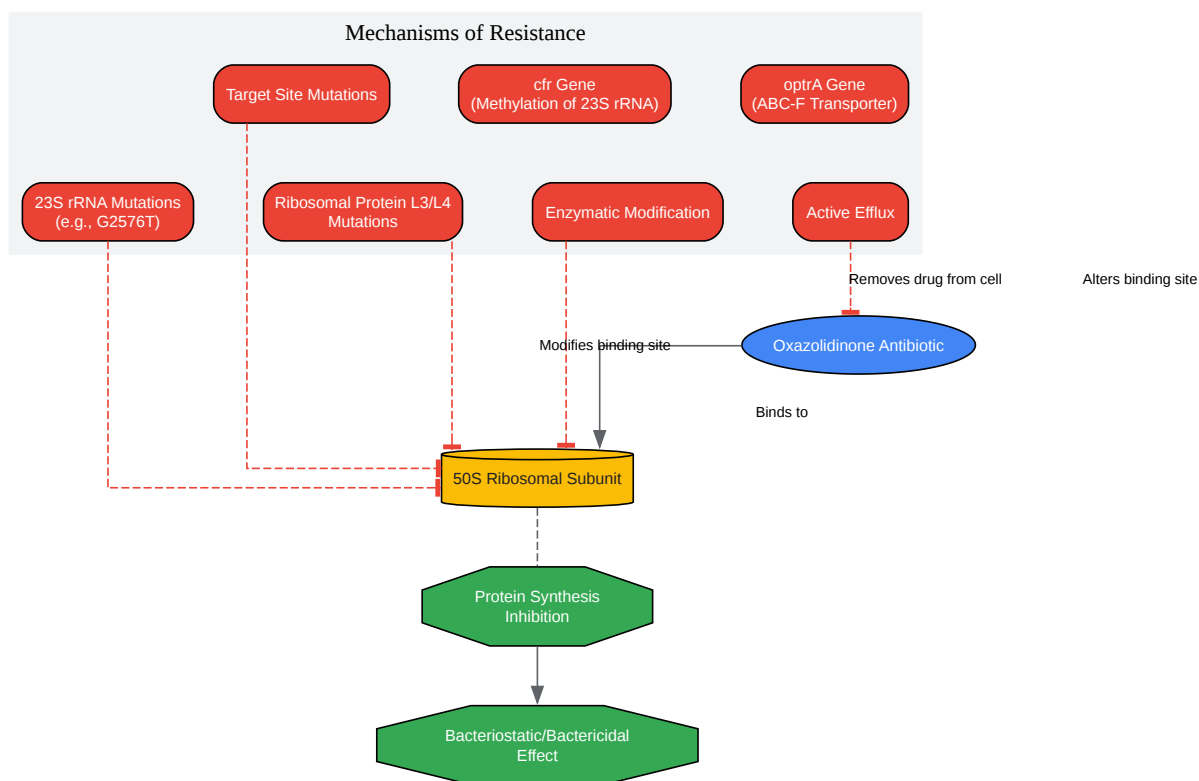 Mechanisms of Resistance
Target Site Mutations
cfr Gene
(Methylation of 23S rRNA)
optrA Gene
(ABC-F Transporter)
23S rRNA Mutations
(e.g., G2576T)
Ribosomal Protein L3/L4
Mutations
Enzymatic Modification
Active Efflux
Removes drug from cell
Alters binding site
Modifies binding site
Oxazolidinone Antibiotic
Binds to
50S Ribosomal Subunit
Protein Synthesis
Inhibition
Bacteriostatic/Bactericidal
Effect